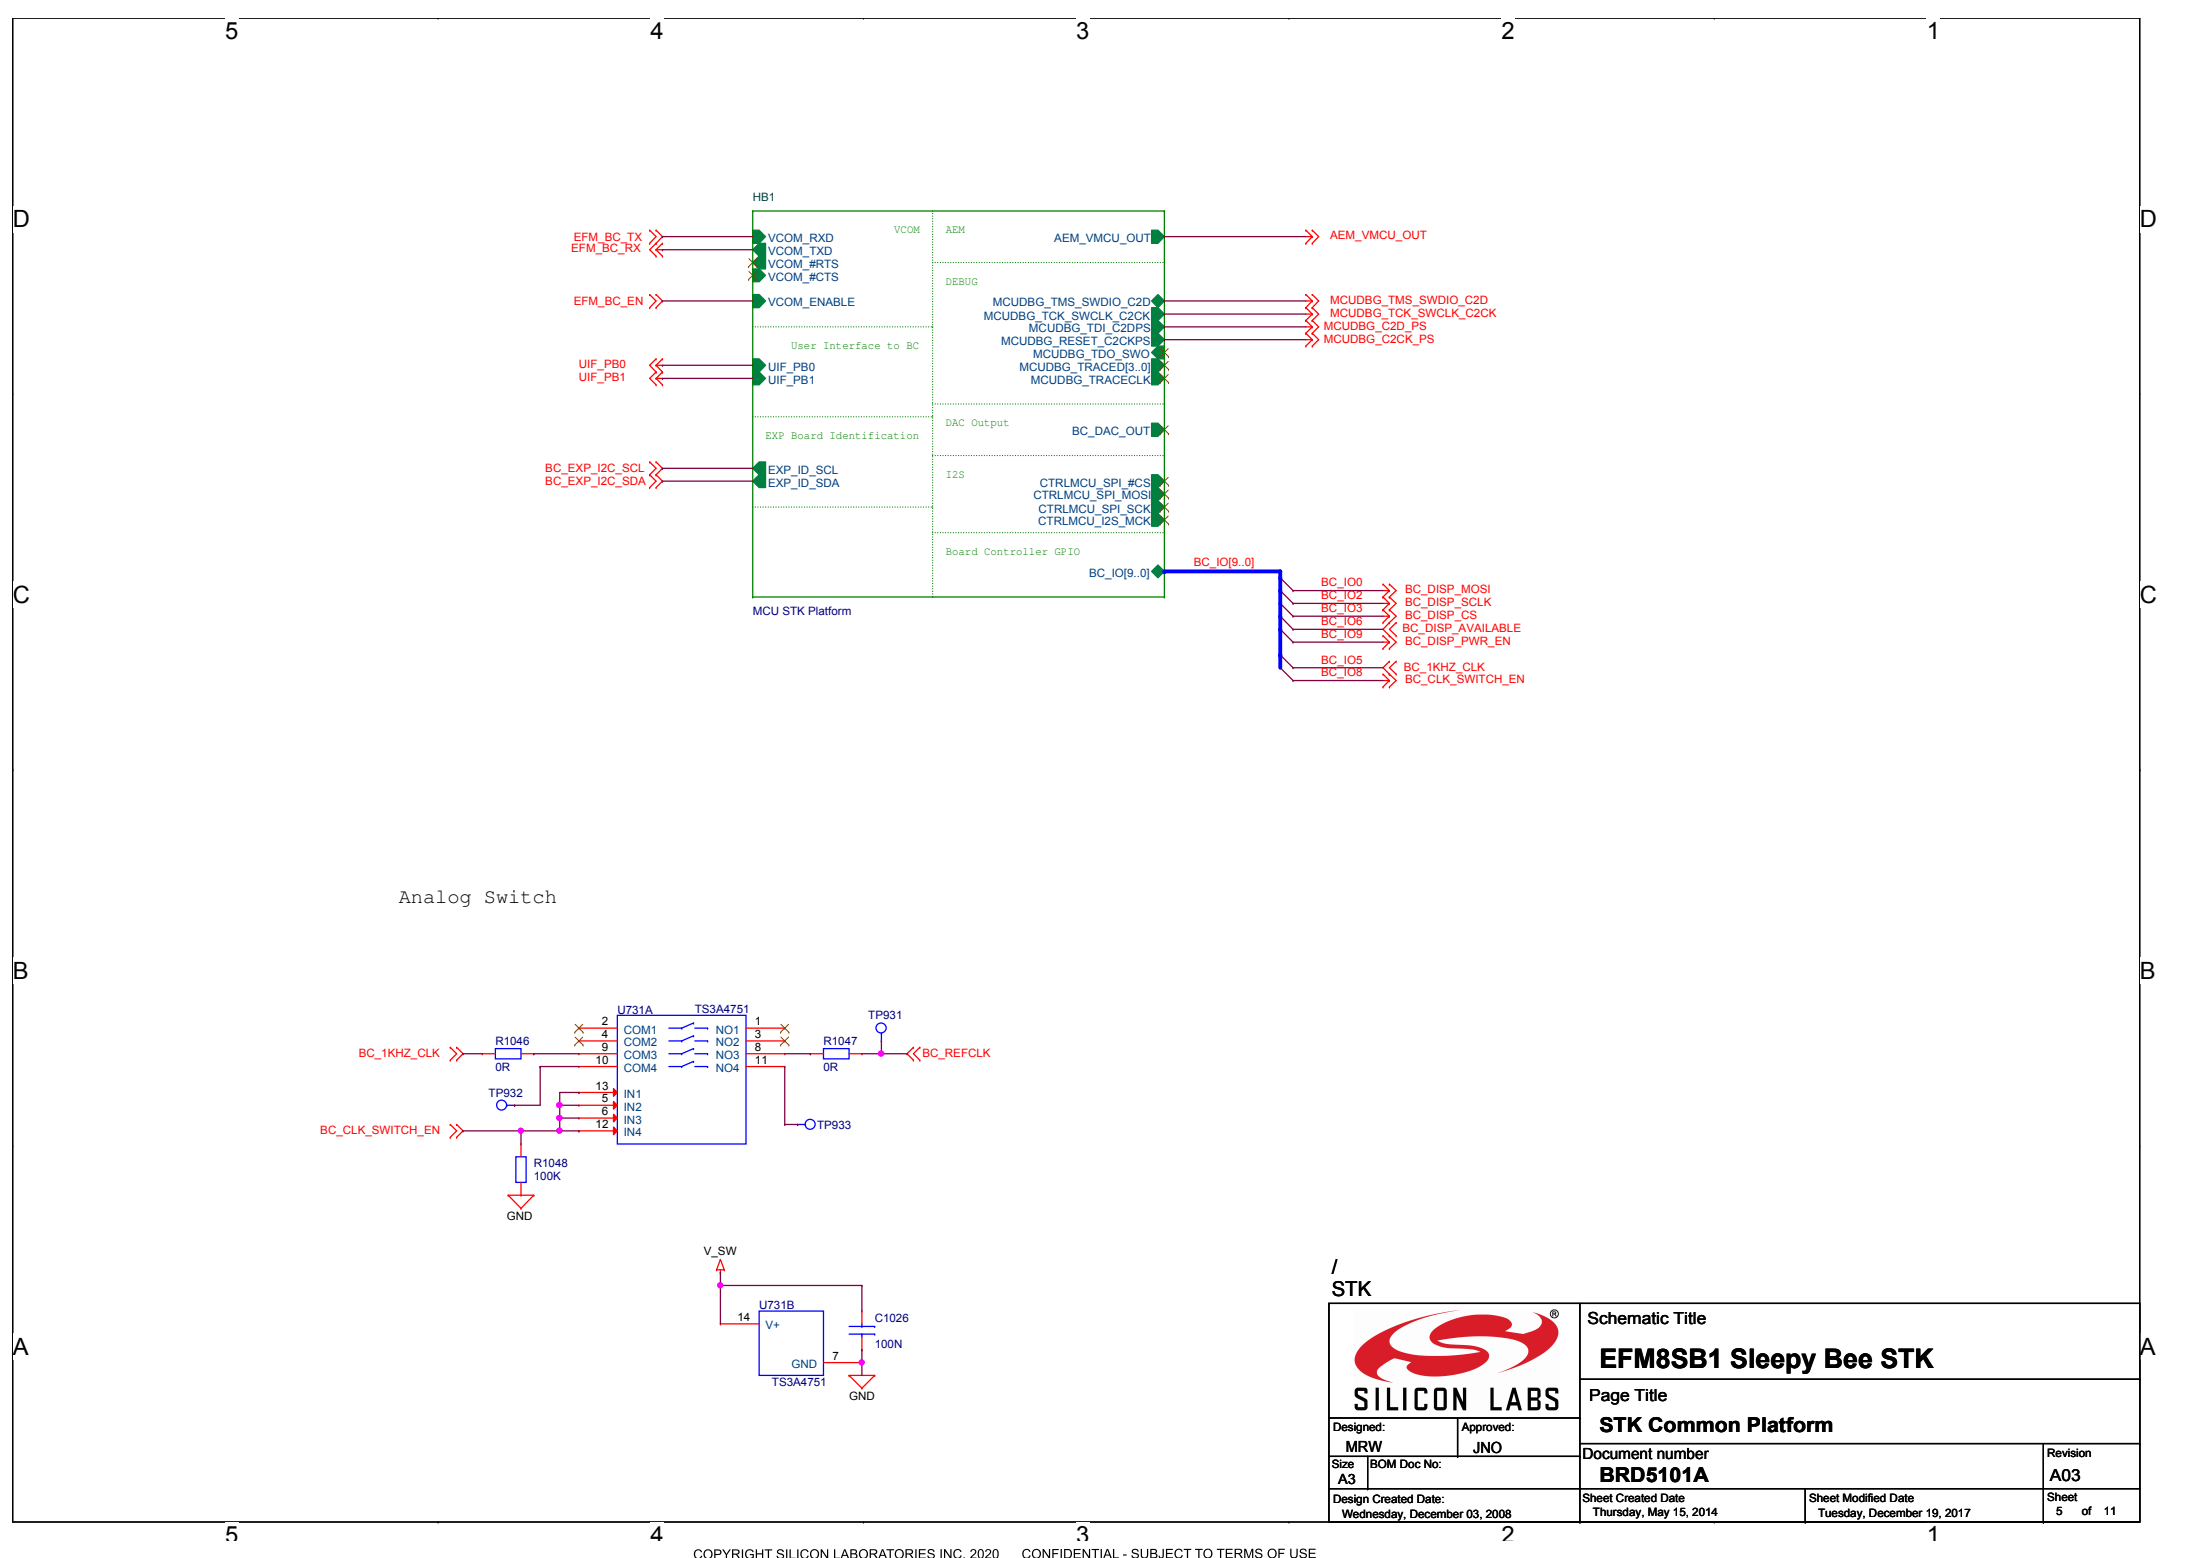 5 4 3 2 1
D D
C C
B B
A A
HB1
VCOM
AEM
EFM_BC_TX
EFM_BC_RX
VCOM_RXD
VCOM_TXD
VCOM_#RTS
VCOM_#CTS
EFM_BC_EN
VCOM_ENABLE
AEM_VMCU_OUT
AEM_VMCU_OUT
DEBUG
MCUDBG_TMS_SWDIO_C2D
MCUDBG_TCK_SWCLK_C2CK
MCUDBG_TDI_C2DPS
MCUDBG_RESET_C2CKPS
MCUDBG_TDO_SWO
MCUDBG_TRACED[3..0]
MCUDBG_TRACECLK
MCUDBG_TMS_SWDIO_C2D
MCUDBG_TCK_SWCLK_C2CK
MCUDBG_C2D_PS
MCUDBG_C2CK_PS
User Interface to BC
UIF_PB0
UIF_PB1
UIF_PB0
UIF_PB1
DAC Output
BC_DAC_OUT
EXP Board Identification
BC_EXP_I2C_SCL
BC_EXP_I2C_SDA
EXP_ID_SCL
EXP_ID_SDA
I2S
CTRLMCU_SPI_#CS
CTRLMCU_SPI_MOSI
CTRLMCU_SPI_SCK
CTRLMCU_I2S_MCK
Board Controller GPIO
BC_IO[9..0]
BC_IO[9..0]
MCU STK Platform
BC_IO0 BC_DISP_MOSI
BC_IO2 BC_DISP_SCLK
BC_IO3 BC_DISP_CS
BC_IO6 BC_DISP_AVAILABLE
BC_IO9 BC_DISP_PWR_EN
BC_IO5 BC_1KHZ_CLK
BC_IO8 BC_CLK_SWITCH_EN
Analog Switch
U731A TS3A4751
2 COM1 NO1 1
4 COM2 NO2 3
9 COM3 NO3 8
10 COM4 NO4 11
13 IN1
5 IN2
6 IN3
12 IN4
BC_1KHZ_CLK
R1046
0R
TP932
BC_CLK_SWITCH_EN
R1048
100K
GND
R1047
0R
TP931
BC_REFCLK
TP933
V_SW
U731B
14 V+
GND 7
TS3A4751
C1026
100N
GND
/
STK
SILICON LABS
®
Schematic Title
EFM8SB1 Sleepy Bee STK
Page Title
STK Common Platform
Designed:
MRW
Approved:
JNO
Size
A3
BOM Doc No:
Document number
BRD5101A
Revision
A03
Design Created Date:
Wednesday, December 03, 2008
Sheet Created Date
Thursday, May 15, 2014
Sheet Modified Date
Tuesday, December 19, 2017
Sheet
5 of 11
5 4 3 2 1
COPYRIGHT SILICON LABORATORIES INC. 2020 CONFIDENTIAL - SUBJECT TO TERMS OF USE